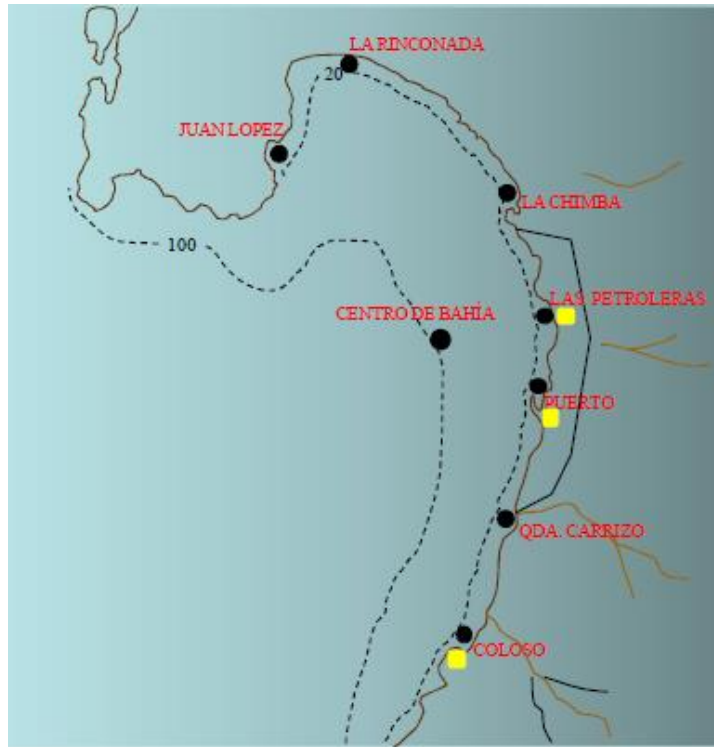 LA RINCONADA
20
JUAN LOPEZ
LA CHIMBA
100
LAS PETROLERAS
CENTRO DE BAHÍA
PUERTO
QDA. CARRIZO
COLOSO